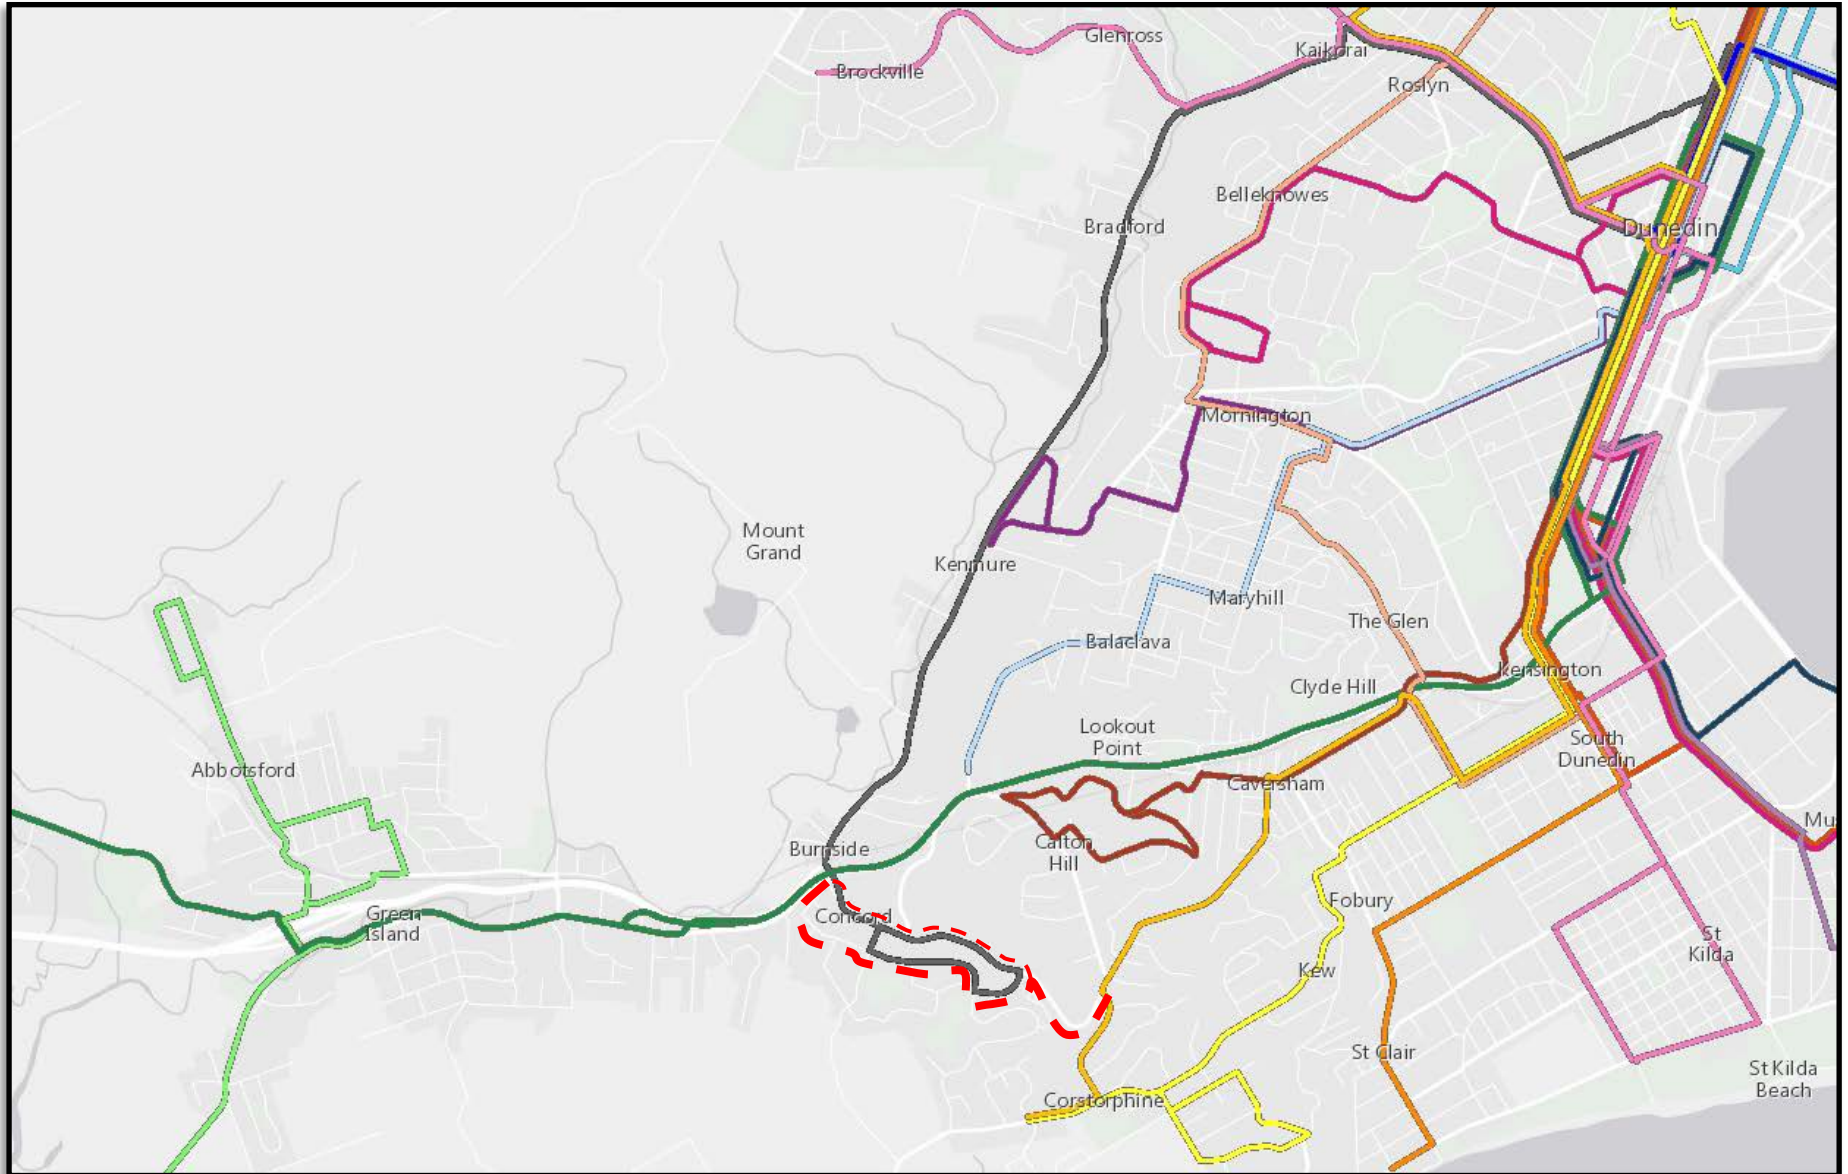 Glenross
Kaikorai
Brockville
Roslyn
Belleknowes
Bradford
Dunedin
Mornington
Mount
Grand
Kenmure
Maryhill
The Glen
Balaclava
Kensington
Clyde Hill
Lookout
Point
South
Dunedin
Abbotsford
Caversham
Mu
Burnside
Calton
Hill
Fobury
Concord
Green
Island
St
Kilda
Kew
St Clair
St Kilda
Beach
Corstorphine